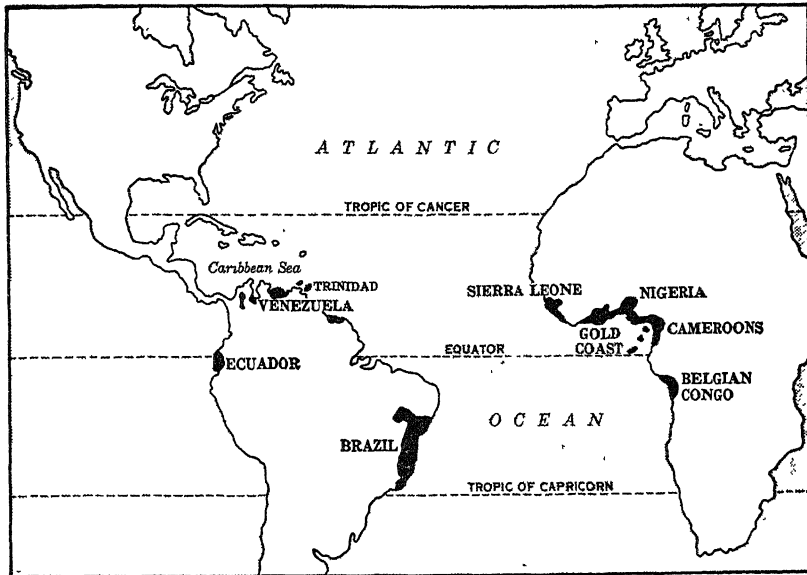 ATLANTIC
TROPIC OF CANCER
Caribbean Sea
TRINIDAD
VENEZUELA
SIERRA LEONE
NIGERIA
GOLD
COAST
CAMEROONS
EQUATOR
ECUADOR
BELGIAN
CONGO
OCEAN
BRAZIL
TROPIC OF CAPRICORN